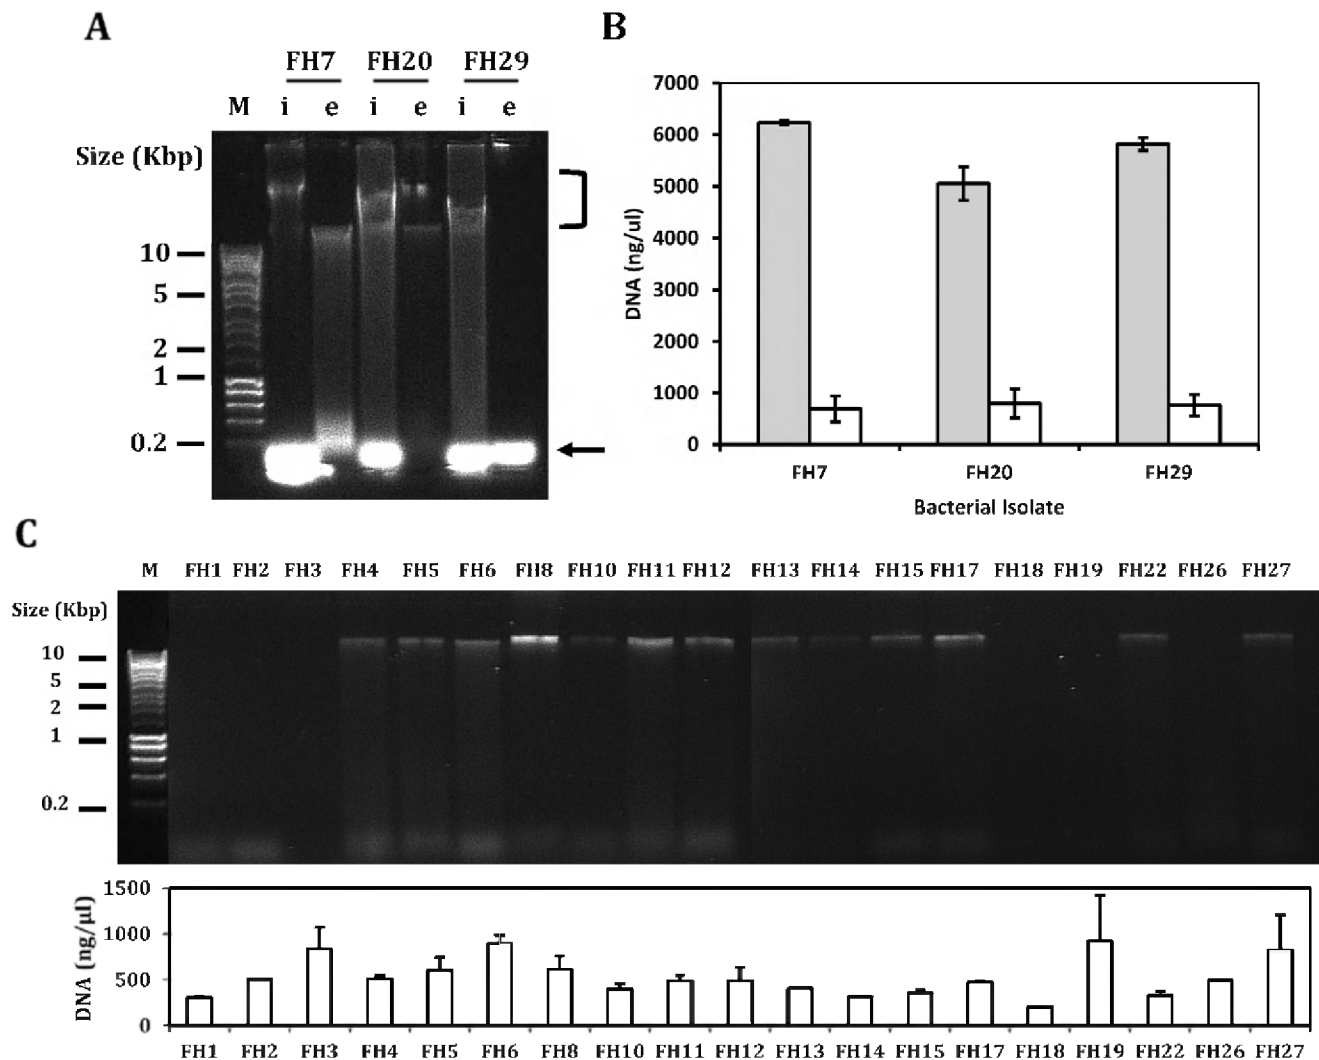 A
FH7 FH20 FH29
M i e i e i e
Size (Kbp)
10
5
2
1
0.2
B
7000
6000
5000
4000
3000
2000
1000
0
DNA (ng/ul)
FH7 FH20 FH29
Bacterial Isolate
C
M FH1 FH2 FH3 FH4 FH5 FH6 FH8 FH10 FH11 FH12 FH13 FH14 FH15 FH17 FH18 FH19 FH22 FH26 FH27
Size (Kbp)
10
5
2
1
0.2
1500
1000
500
0
DNA (ng/µl)
FH1 FH2 FH3 FH4 FH5 FH6 FH8 FH10 FH11 FH12 FH13 FH14 FH15 FH17 FH18 FH19 FH22 FH26 FH27